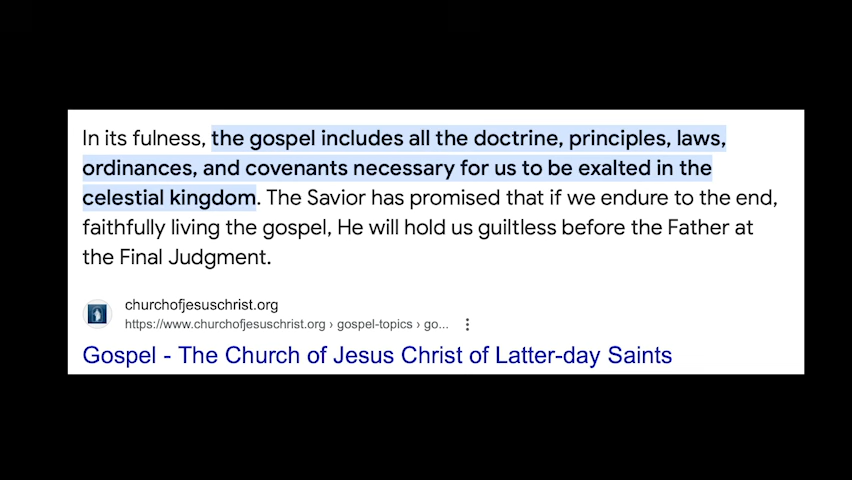 In its fulness, the gospel includes all the doctrine, principles, laws,
ordinances, and covenants necessary for us to be exalted in the
celestial kingdom. The Savior has promised that if we endure to the end,
faithfully living the gospel, He will hold us guiltless before the Father at
the Final Judgment.
churchofjesuschrist.org
https://www.churchofjesuschrist.org › gospel-topics › go...
Gospel - The Church of Jesus Christ of Latter-day Saints